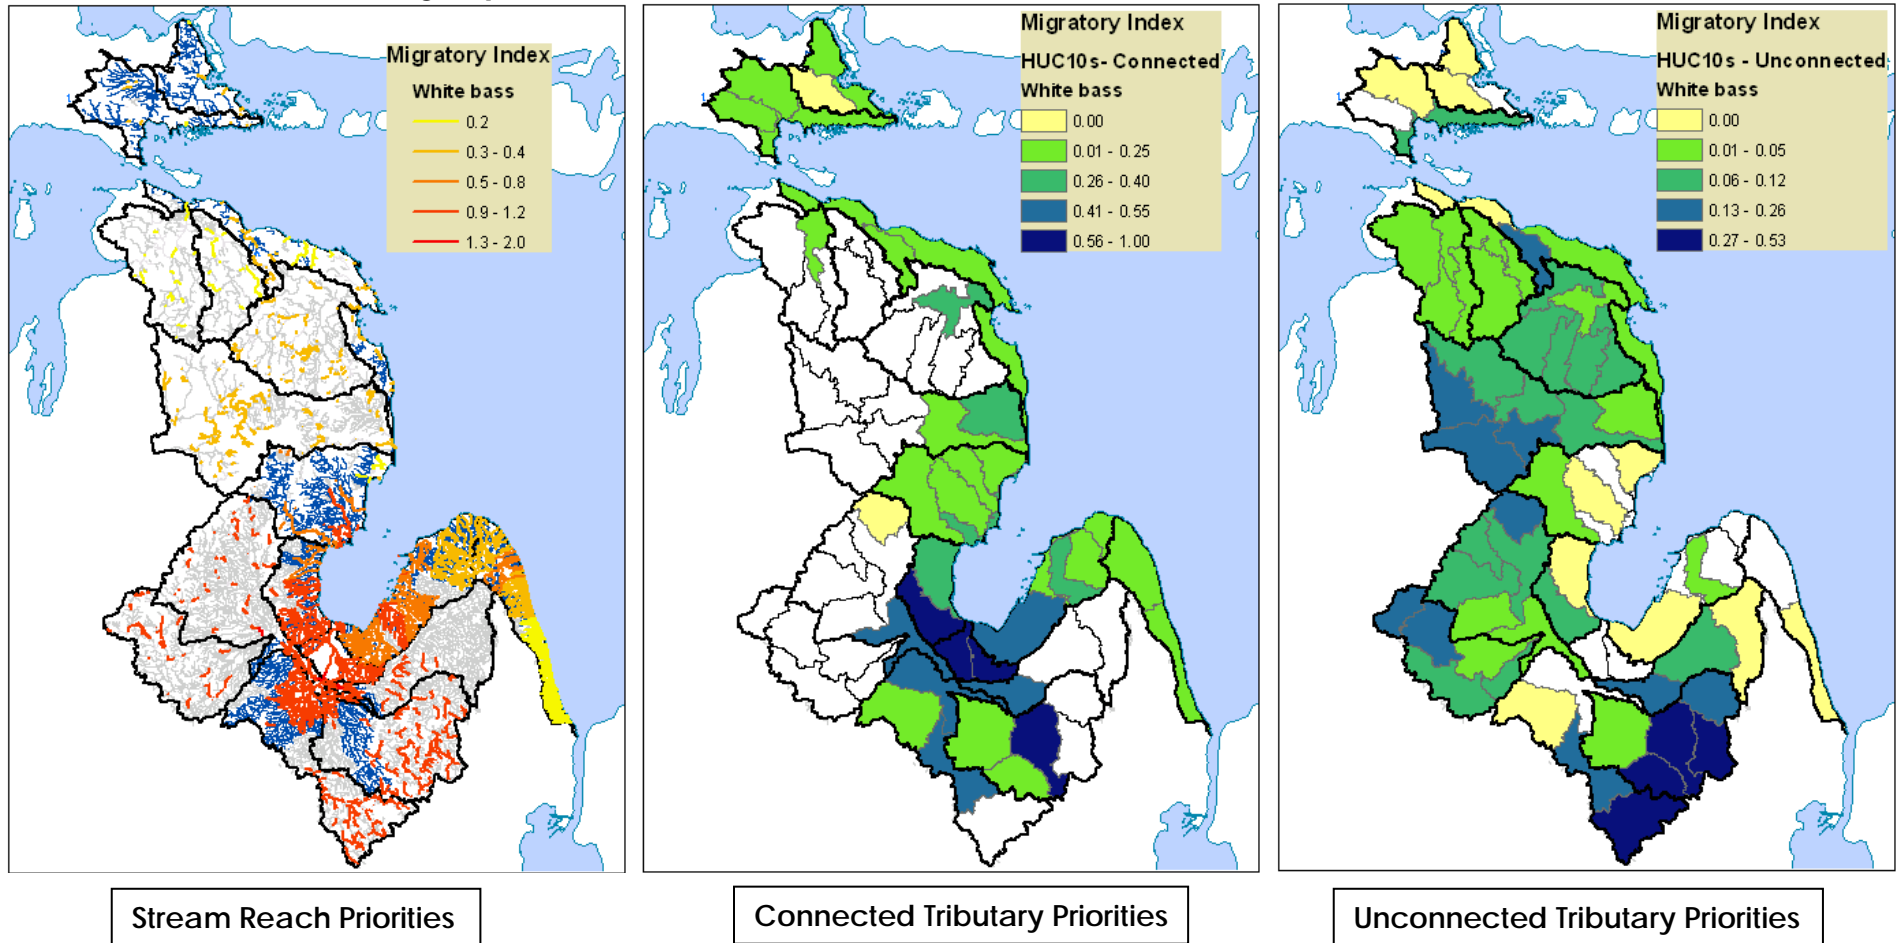 Migratory Index
White bass
0.2
0.3 - 0.4
0.5 - 0.8
0.9 - 1.2
1.3 - 2.0
Stream Reach Priorities
Migratory Index
HUC10s- Connected
White bass
0.00
0.01 - 0.25
0.26 - 0.40
0.41 - 0.55
0.56 - 1.00
Connected Tributary Priorities
Migratory Index
HUC10s - Unconnected
White bass
0.00
0.01 - 0.05
0.06 - 0.12
0.13 - 0.26
0.27 - 0.53
Unconnected Tributary Priorities